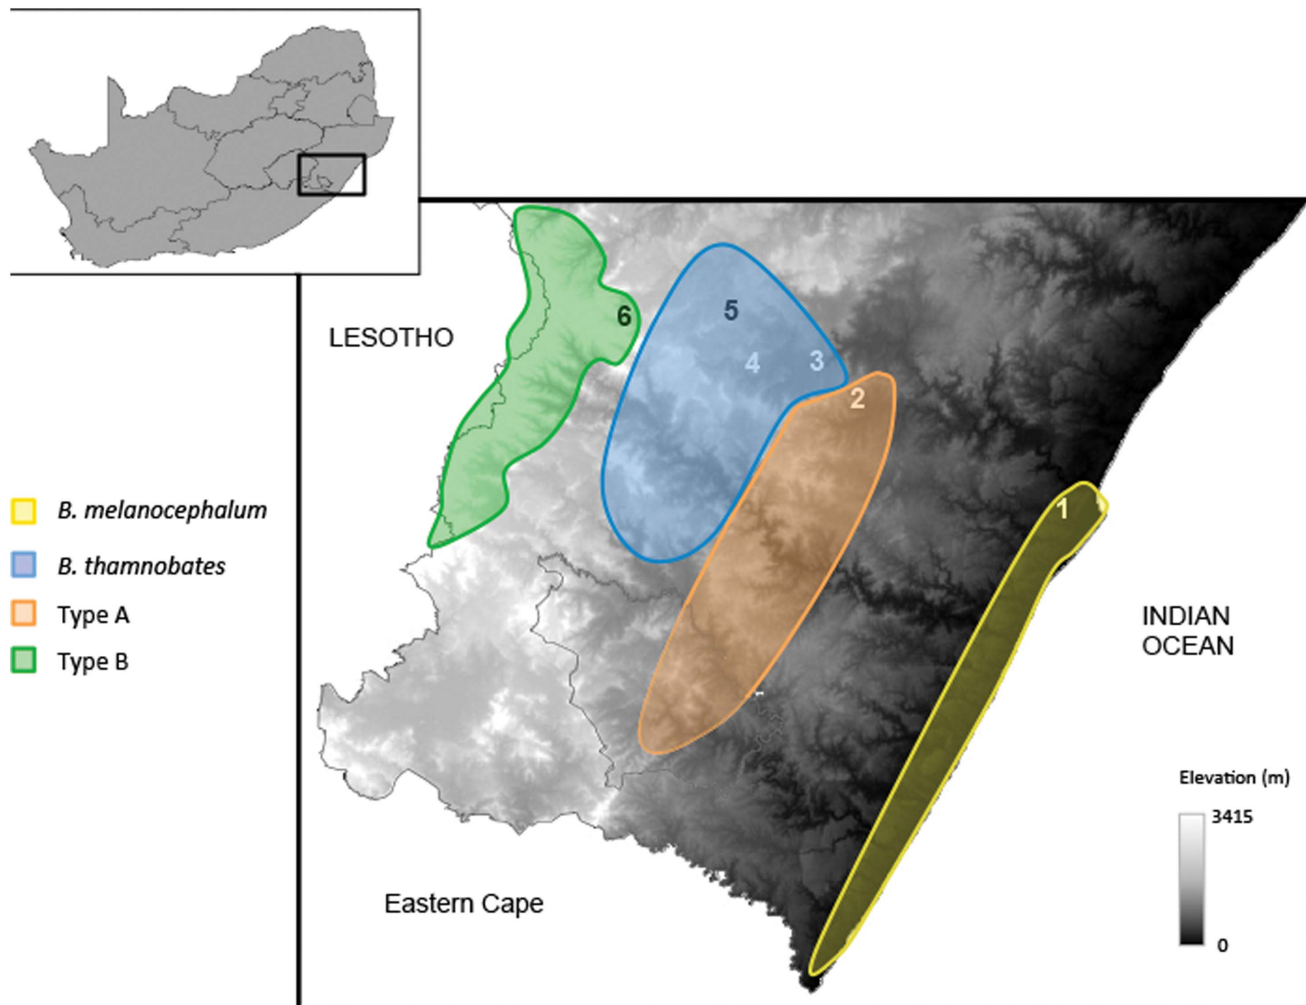 LESOTHO
6
5
4
3
2
1
B. melanocephalum
B. thamnobates
Type A
Type B
INDIAN
OCEAN
Elevation (m)
3415
0
Eastern Cape